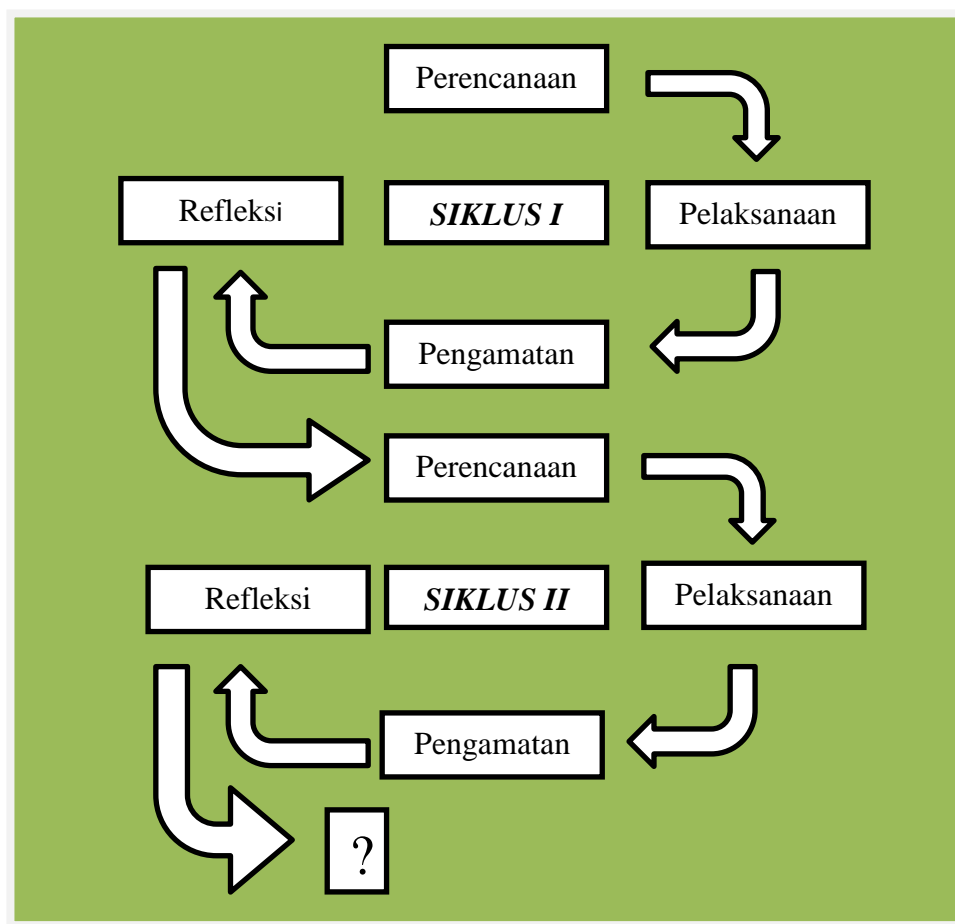 Perencanaan
Refleksi
SIKLUS I
Pelaksanaan
Pengamatan
Perencanaan
Refleksi
SIKLUS II
Pelaksanaan
Pengamatan
?